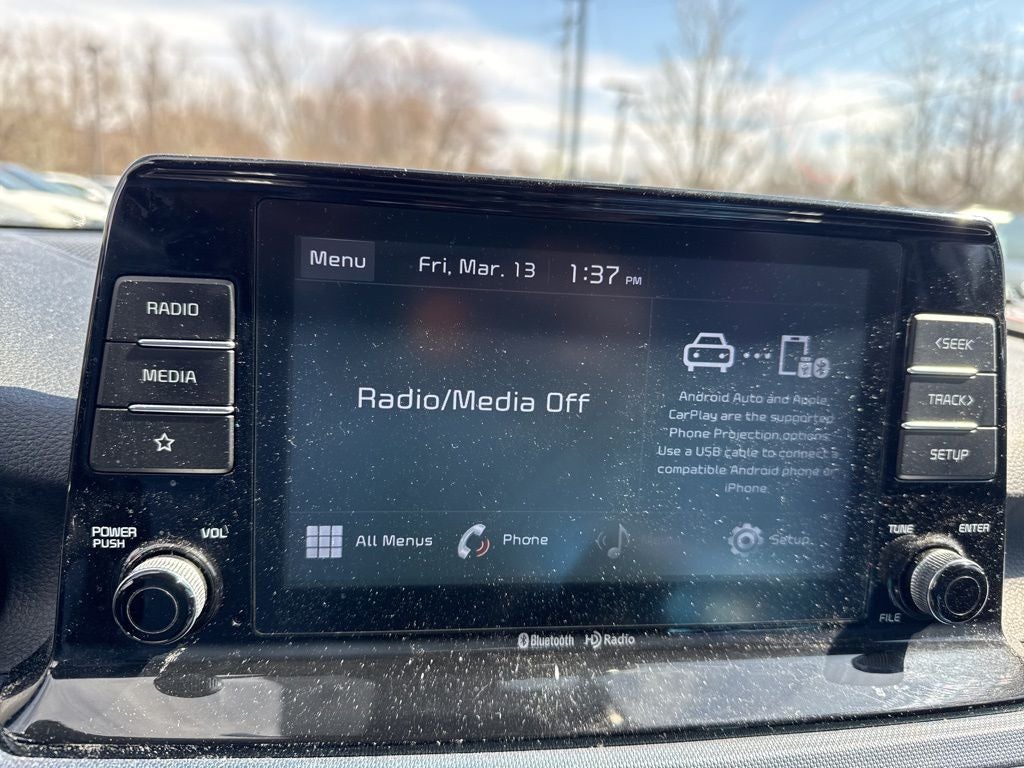 Menu
Fri, Mar. 13
1:37 PM
RADIO
MEDIA
POWER
PUSH
VOL
Radio/Media Off
Android Auto and Apple
CarPlay are the supported
Phone Projection options.
Use a USB cable to connect a
compatible Android phone or
iPhone.
All Menus
Phone
Setup
<SEEK
TRACK>
SETUP
TUNE
ENTER
FILE
Bluetooth
HD Radio